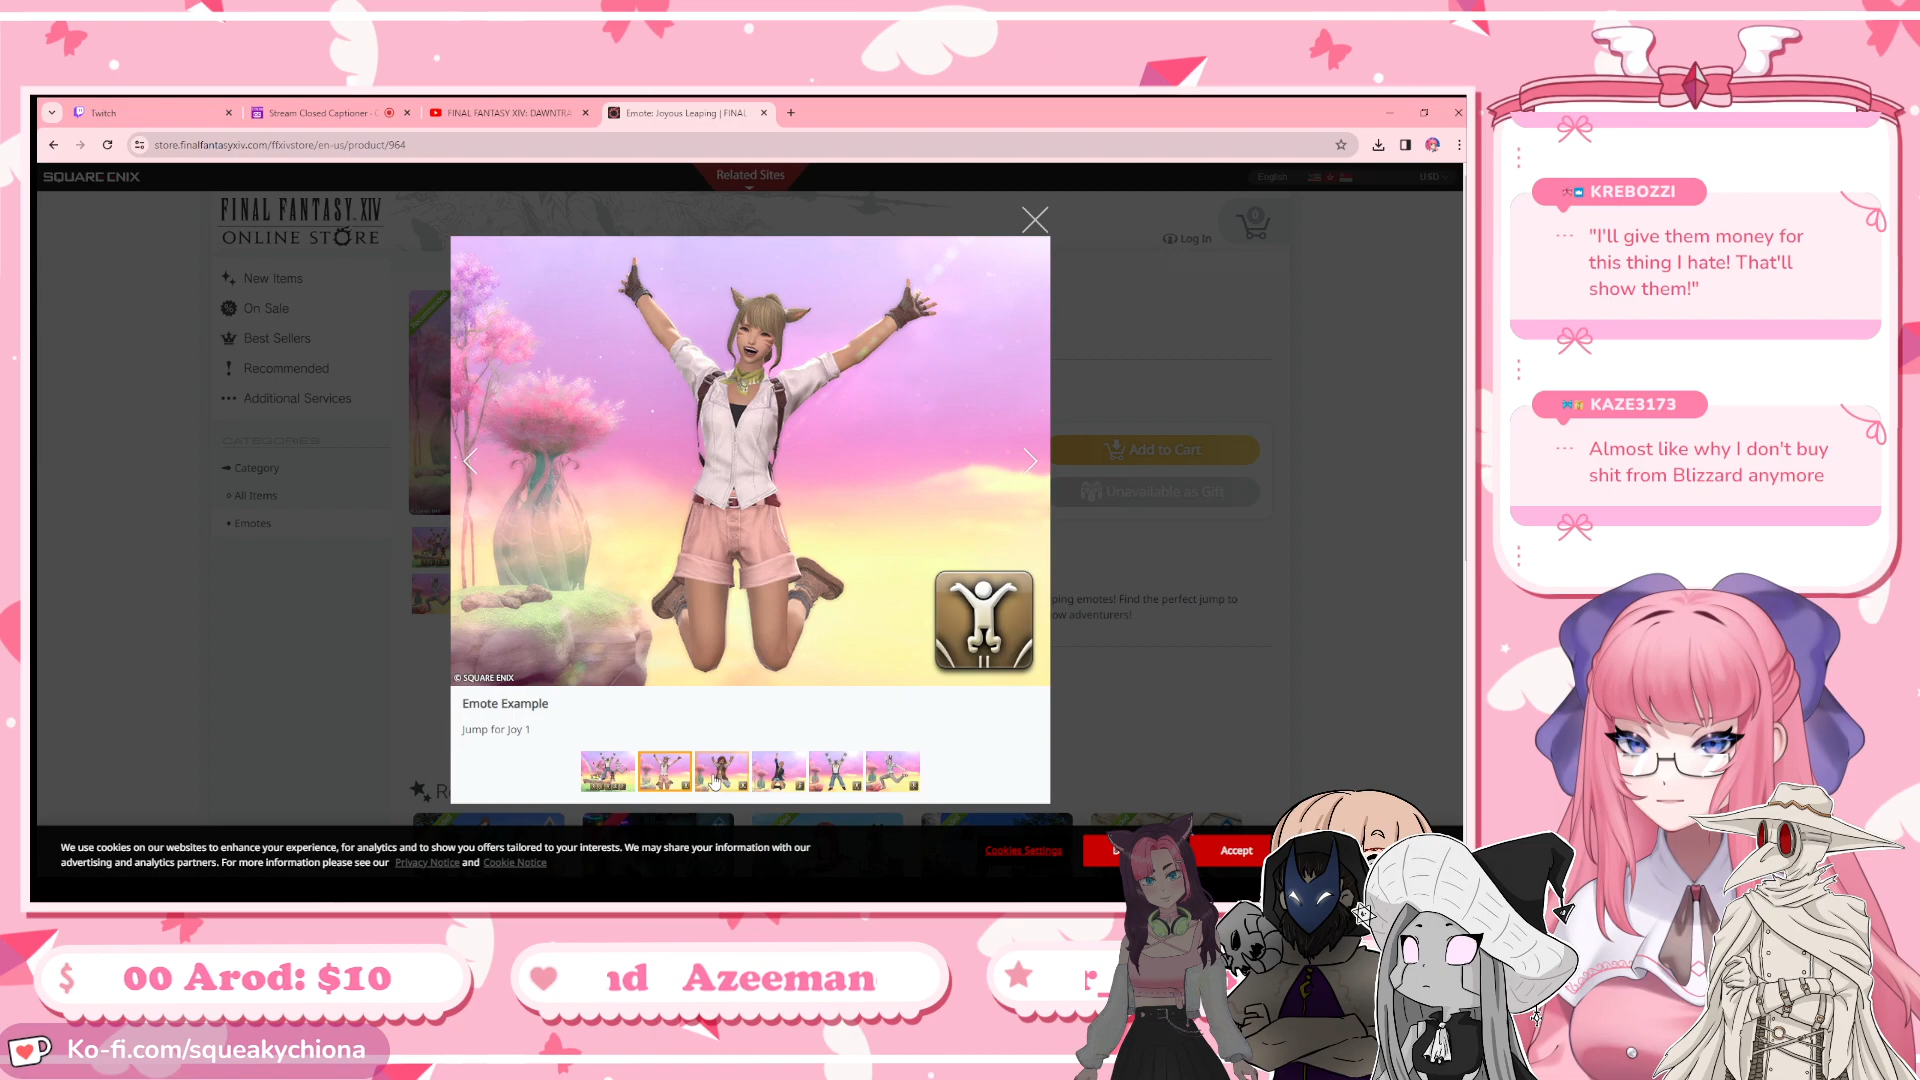 Twitch
Stream Closed Captioner - C
FINAL FANTASY XIV: DAWNTRA
Emote: Joyous Leaping | FINAL
store.finalfantasyxiv.com/ffxivstore/en-us/product/964
SQUARE ENIX
Related Sites
English
USD
FINAL FANTASY XIV
ONLINE STORE
0
Log In
New Items
On Sale
Best Sellers
Recommended
Additional Services
CATEGORIES
Category
All Items
Emotes
Add to Cart
Unavailable as Gift
ping emotes! Find the perfect jump to
ow adventurers!
© SQUARE ENIX
Emote Example
Jump for Joy 1
R
We use cookies on our websites to enhance your experience, for analytics and to show you offers tailored to your interests. We may share your information with our
advertising and analytics partners. For more information please see our Privacy Notice and Cookie Notice
Cookies Settings
D
Accept
KREBOZZI
"I'll give them money for
this thing I hate! That'll
show them!"
KAZE3173
Almost like why I don't buy
shit from Blizzard anymore
$ 00 Arod: $10
nd Azeeman
r_
Ko-fi.com/squeakychiona